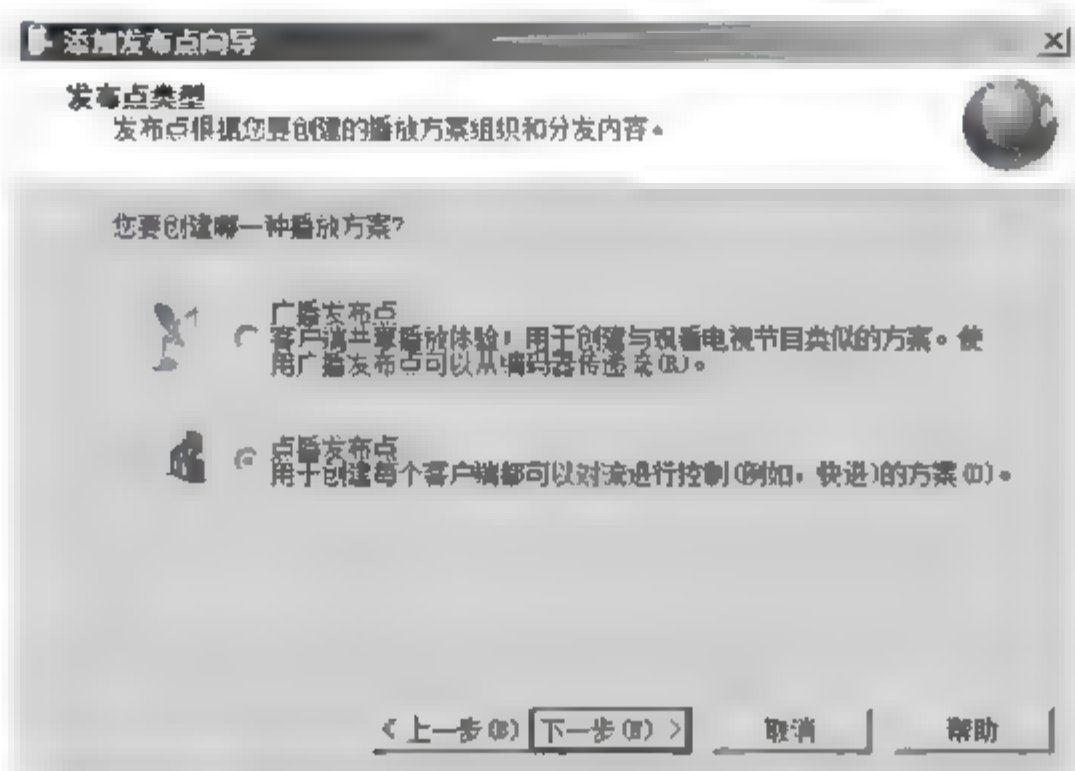 添加发布点向导
发布点类型
发布点根据您要创建的播放方案组织和分发内容。
您要创建哪一种播放方案?
广播发布点
客户端共享播放体验,用于创建与观看电视节目类似的方案。使
用广播发布点可以从编码器传递流(R)。
点播发布点
用于创建每个客户端都可以对流进行控制(例如,快进)的方案(D)。
< 上一步(B) 下一步(N) > 取消 帮助